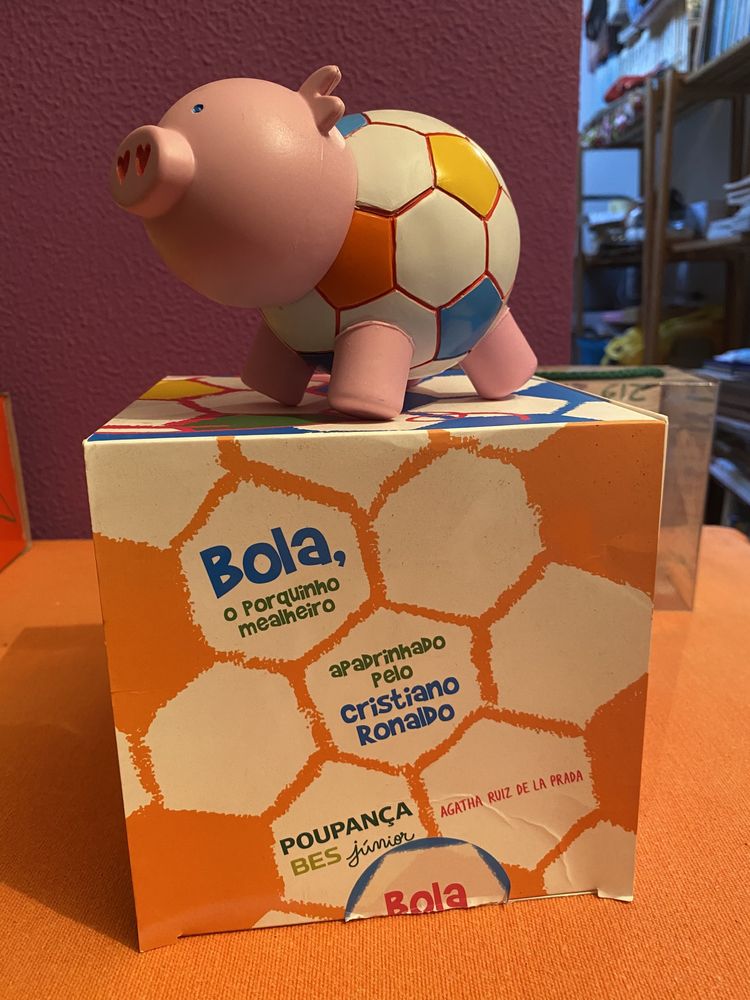 Bola,
o porquinho
mealheiro
apadrinhado
pelo
cristiano
Ronaldo
POUPANÇA
BES júnior
AGATHA RUIZ DE LA PRADA
Bola